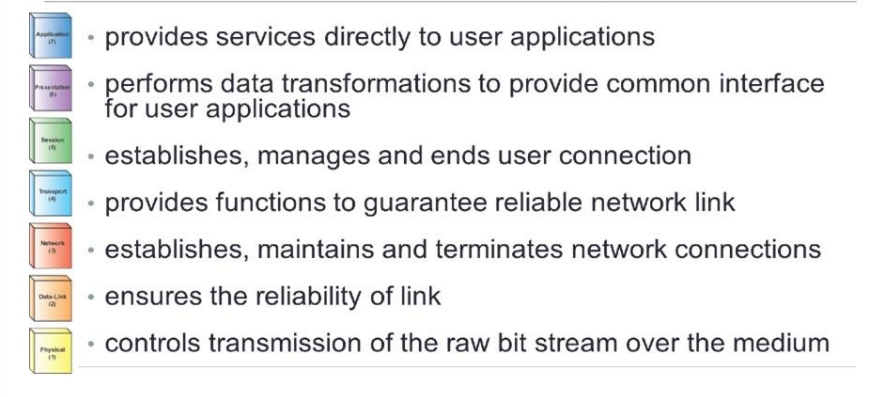 Application
(7)
• provides services directly to user applications
Presentation
(6)
• performs data transformations to provide common interface
for user applications
Session
(5)
• establishes, manages and ends user connection
Transport
(4)
• provides functions to guarantee reliable network link
Network
(3)
• establishes, maintains and terminates network connections
Data-Link
(2)
• ensures the reliability of link
Physical
(1)
• controls transmission of the raw bit stream over the medium